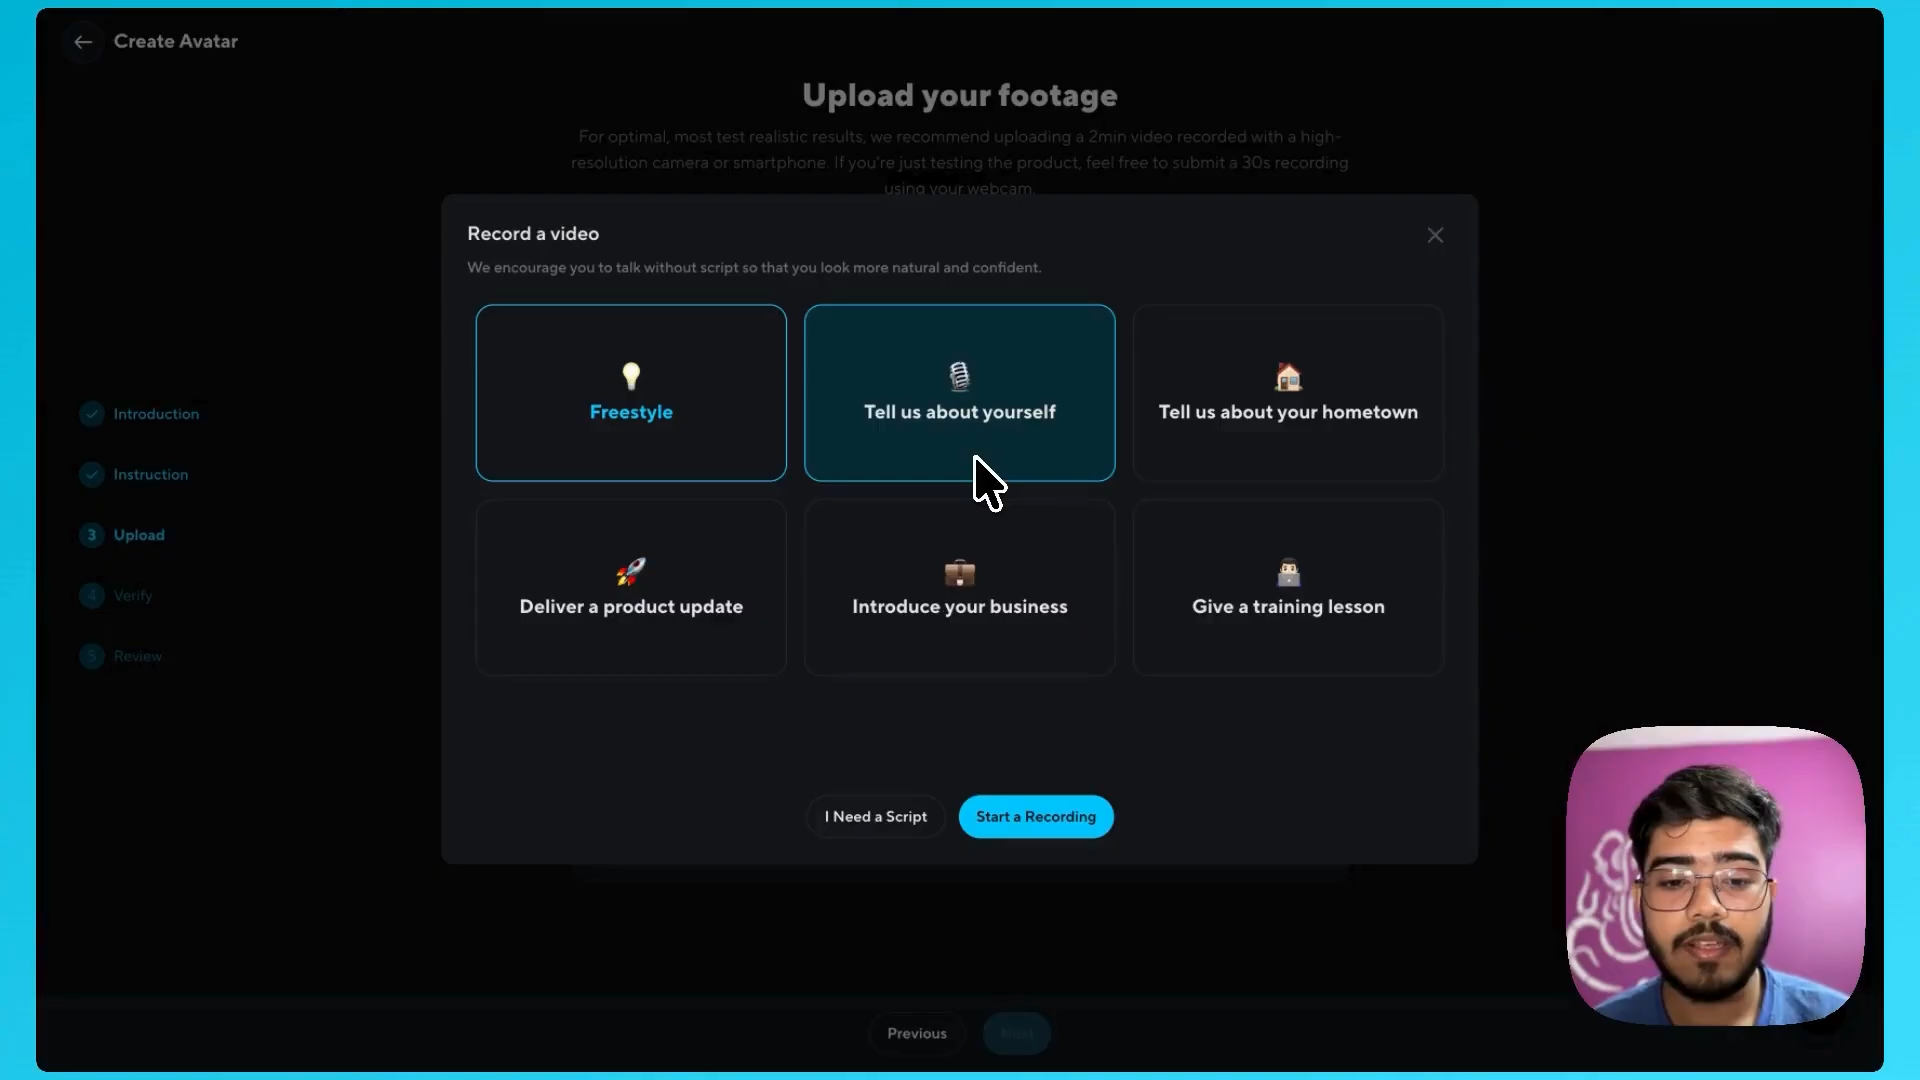 Create Avatar
Upload your footage
For optimal, most test realistic results, we recommend uploading a 2min video recorded with a high-
resolution camera or smartphone. If you're just testing the product, feel free to submit a 30s recording
using your webcam.
Record a video
We encourage you to talk without script so that you look more natural and confident.
Freestyle
Tell us about yourself
Tell us about your hometown
Deliver a product update
Introduce your business
Give a training lesson
Introduction
Instruction
3 Upload
4 Verify
5 Review
I Need a Script
Start a Recording
Previous
Next